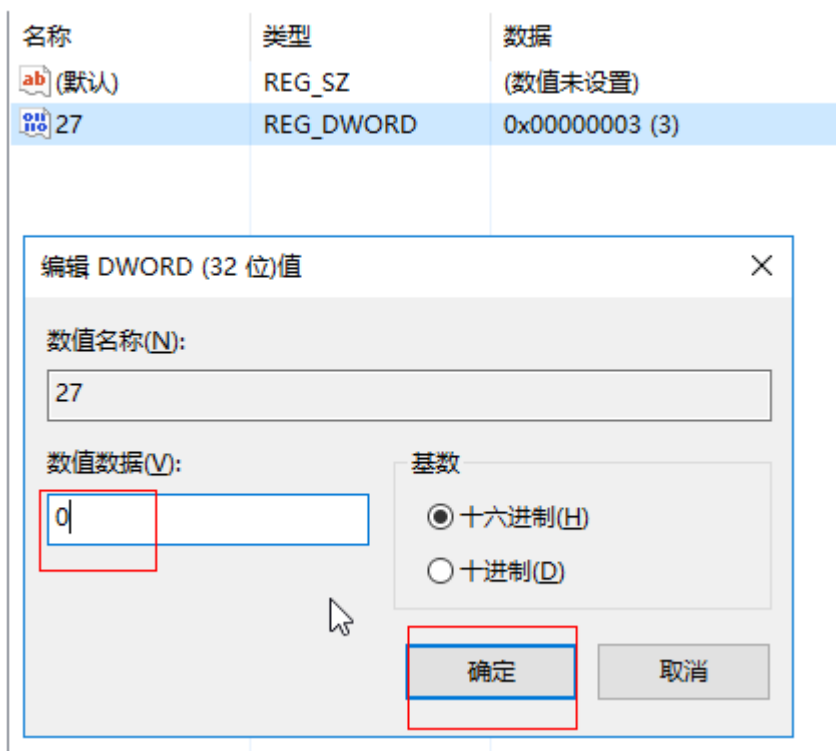 名称 类型 数据
ab (默认) REG_SZ (数值未设置)
27 REG_DWORD 0x00000003 (3)
编辑 DWORD (32 位)值
数值名称(N):
27
数值数据(V):
基数
0
十六进制(H)
十进制(D)
确定 取消